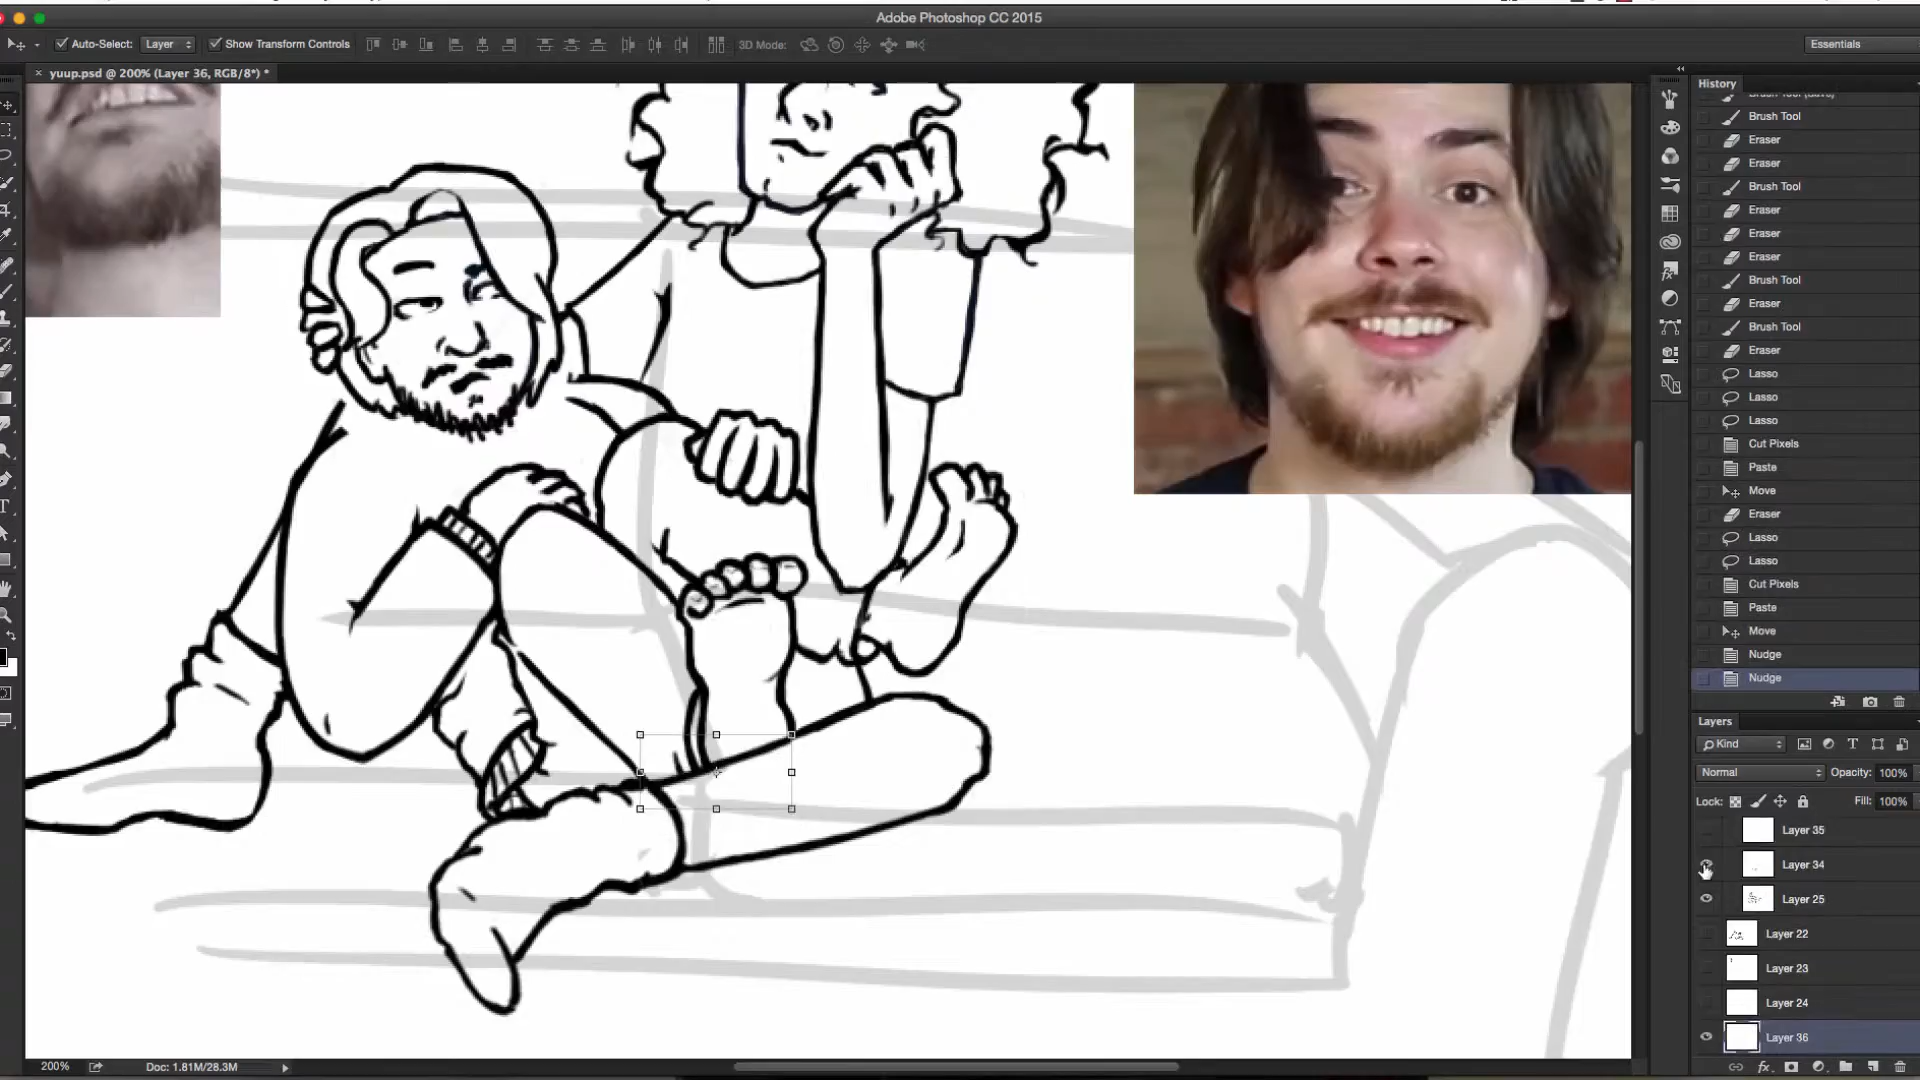 Adobe Photoshop CC 2015
Auto-Select: Layer Show Transform Controls 3D Mode: Essentials
× yuup.psd @ 200% (Layer 36, RGB/8*) *
History
Brush Tool
Eraser
Eraser
Brush Tool
Eraser
Eraser
Eraser
Brush Tool
Eraser
Brush Tool
Eraser
Lasso
Lasso
Lasso
Cut Pixels
Paste
Move
Eraser
Lasso
Lasso
Cut Pixels
Paste
Move
Nudge
Nudge
Layers
Kind
Normal Opacity: 100%
Lock: Fill: 100%
Layer 35
Layer 34
Layer 25
Layer 22
Layer 23
Layer 24
Layer 36
200% Doc: 1.81M/28.3M